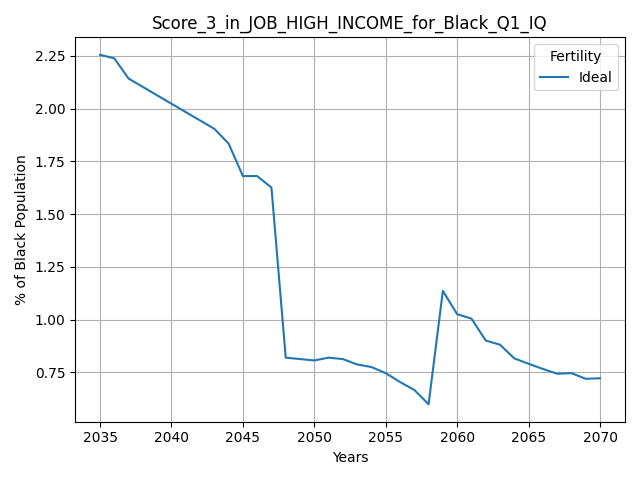 Score_3_in_JOB_HIGH_INCOME_for_Black_Q1_IQ
Fertility
Ideal
% of Black Population
2.25
2.00
1.75
1.50
1.25
1.00
0.75
2035 2040 2045 2050 2055 2060 2065 2070
Years